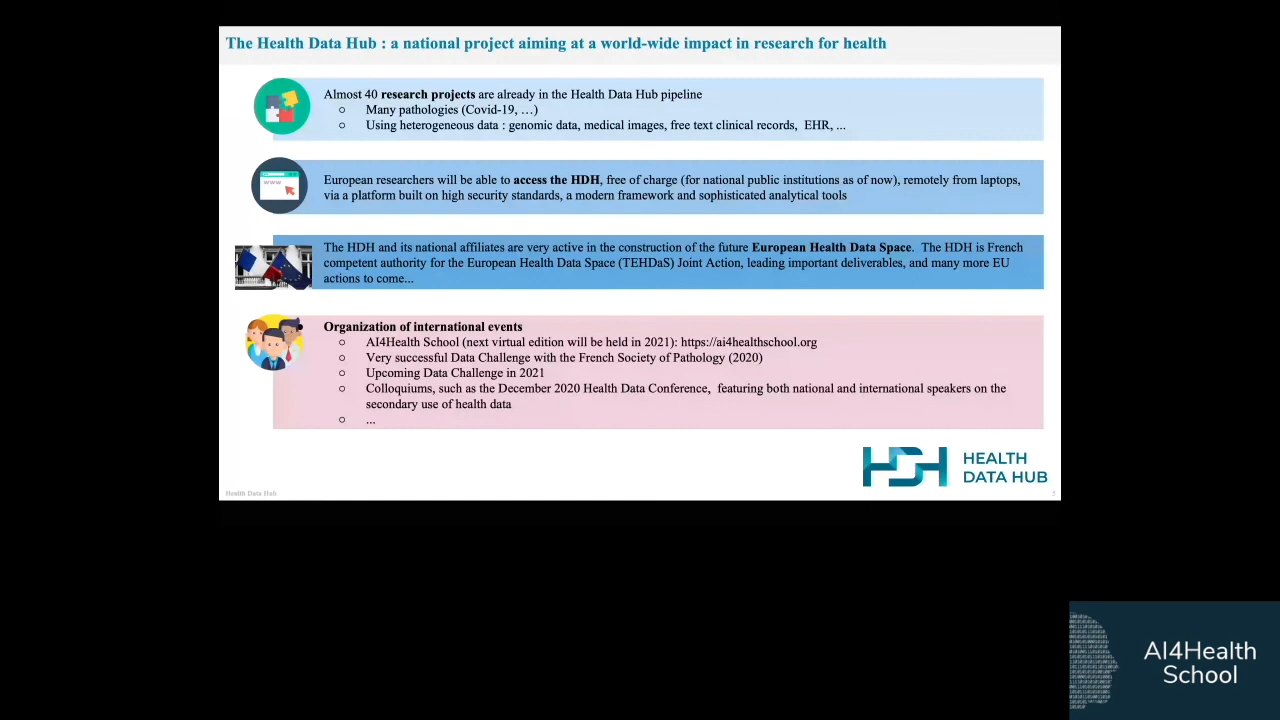 The Health Data Hub : a national project aiming at a world-wide impact in research for health
Almost 40 research projects are already in the Health Data Hub pipeline
○ Many pathologies (Covid-19, …)
○ Using heterogeneous data : genomic data, medical images, free text clinical records, EHR, ...
www
European researchers will be able to access the HDH, free of charge (for national public institutions as of now), remotely from laptops,
via a platform built on high security standards, a modern framework and sophisticated analytical tools
The HDH and its national affiliates are very active in the construction of the future European Health Data Space. The HDH is French
competent authority for the European Health Data Space (TEHDaS) Joint Action, leading important deliverables, and many more EU
actions to come...
Organization of international events
○ AI4Health School (next virtual edition will be held in 2021): https://ai4healthschool.org
○ Very successful Data Challenge with the French Society of Pathology (2020)
○ Upcoming Data Challenge in 2021
○ Colloquiums, such as the December 2020 Health Data Conference, featuring both national and international speakers on the
secondary use of health data
○ ...
HDH
HEALTH
DATA HUB
Health Data Hub
AI4Health
School